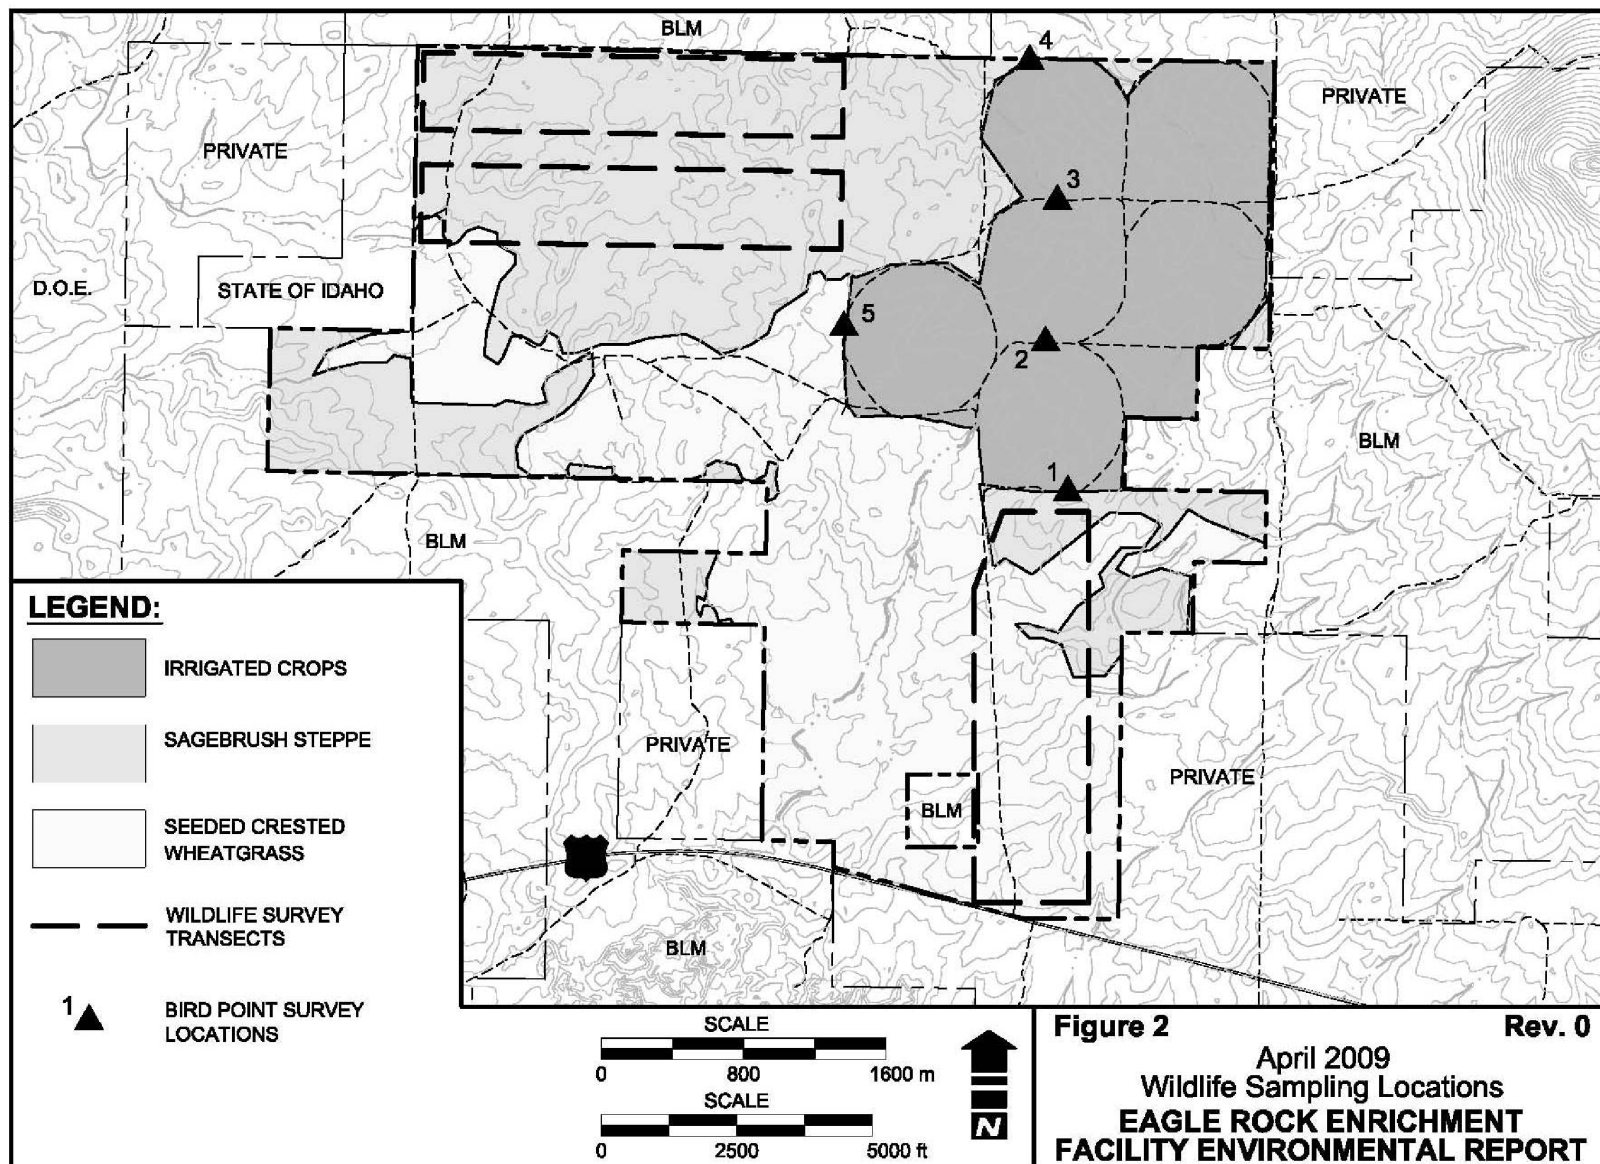 BLM
4
PRIVATE
PRIVATE
3
D.O.E.
STATE OF IDAHO
5
2
BLM
1
BLM
PRIVATE
PRIVATE
BLM
BLM
LEGEND:
IRRIGATED CROPS
SAGEBRUSH STEPPE
SEEDED CRESTED
WHEATGRASS
WILDLIFE SURVEY
TRANSECTS
1
BIRD POINT SURVEY
LOCATIONS
SCALE
0 800 1600 m
SCALE
0 2500 5000 ft
N
Figure 2 Rev. 0
April 2009
Wildlife Sampling Locations
EAGLE ROCK ENRICHMENT
FACILITY ENVIRONMENTAL REPORT